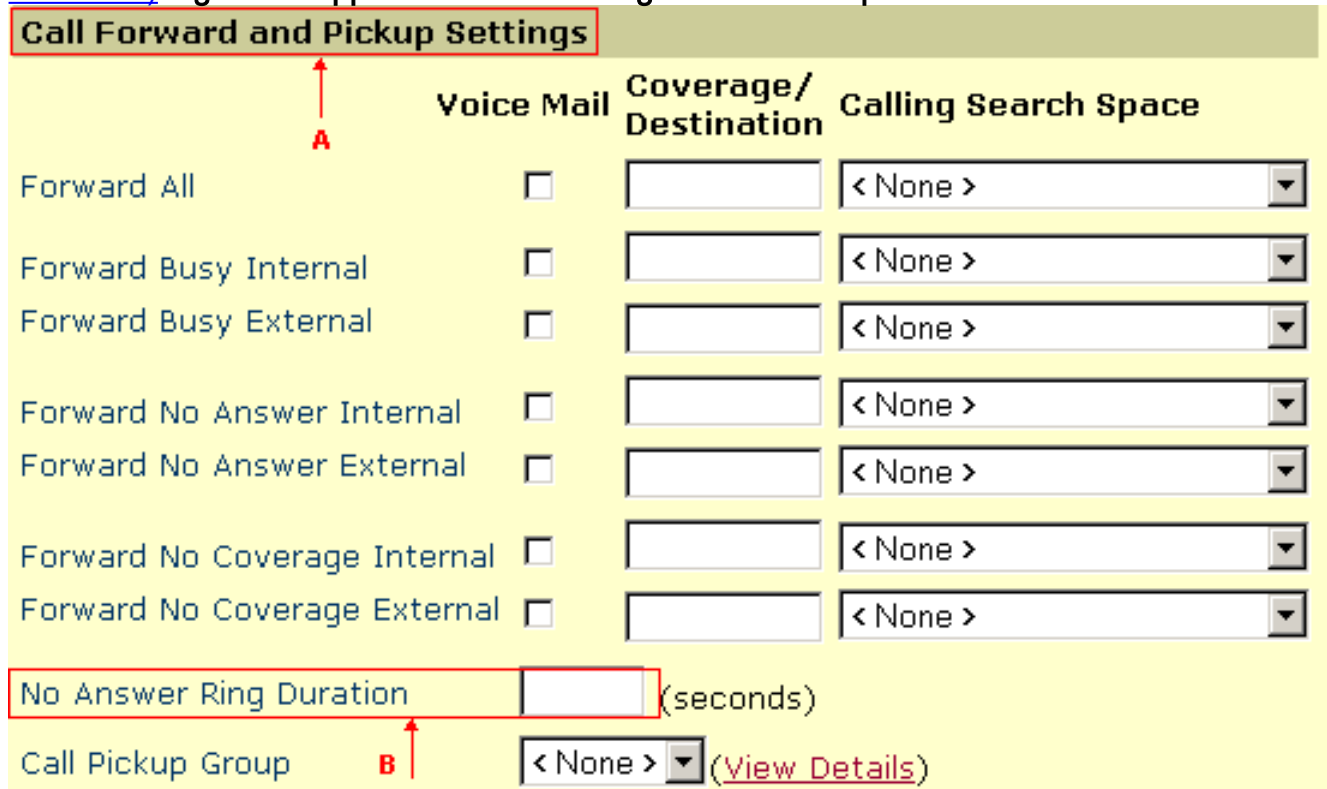 Call Forward and Pickup Settings
A
Voice Mail Coverage/ Destination Calling Search Space
Forward All < None >
Forward Busy Internal < None >
Forward Busy External < None >
Forward No Answer Internal < None >
Forward No Answer External < None >
Forward No Coverage Internal < None >
Forward No Coverage External < None >
No Answer Ring Duration (seconds)
B
Call Pickup Group < None > (View Details)